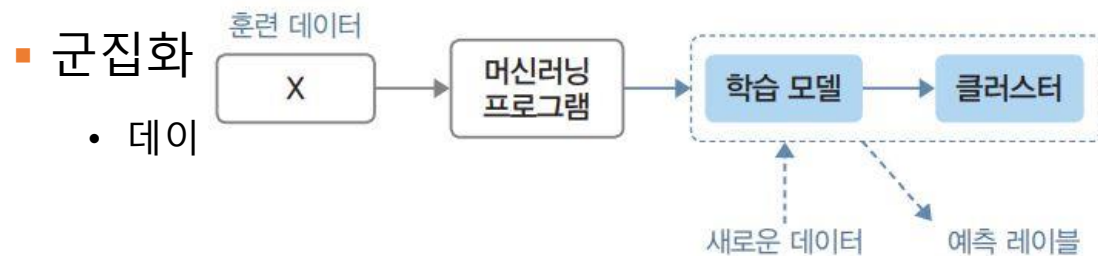 훈련 데이터
▪ 군집화
X
머신러닝
프로그램
학습 모델
클러스터
• 데이
새로운 데이터
예측 레이블